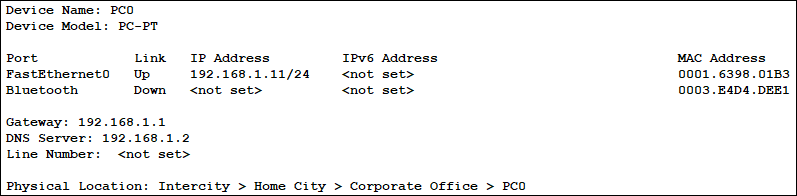 Device Name: PC0
Device Model: PC-PT
Port Link IP Address IPv6 Address MAC Address
FastEthernet0 Up 192.168.1.11/24 <not set> 0001.6398.01B3
Bluetooth Down <not set> <not set> 0003.E4D4.DEE1
Gateway: 192.168.1.1
DNS Server: 192.168.1.2
Line Number: <not set>
Physical Location: Intercity > Home City > Corporate Office > PC0